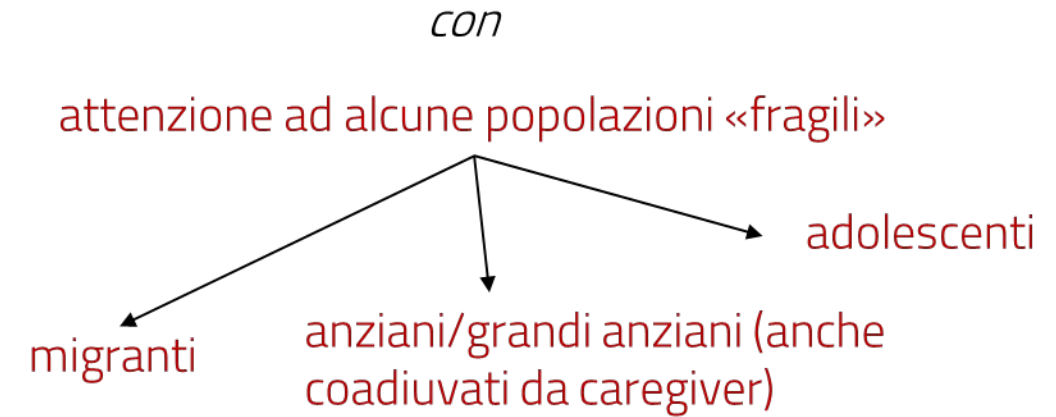 con
attenzione ad alcune popolazioni «fragili»
adolescenti
migranti
anziani/grandi anziani (anche
coadiuvati da caregiver)